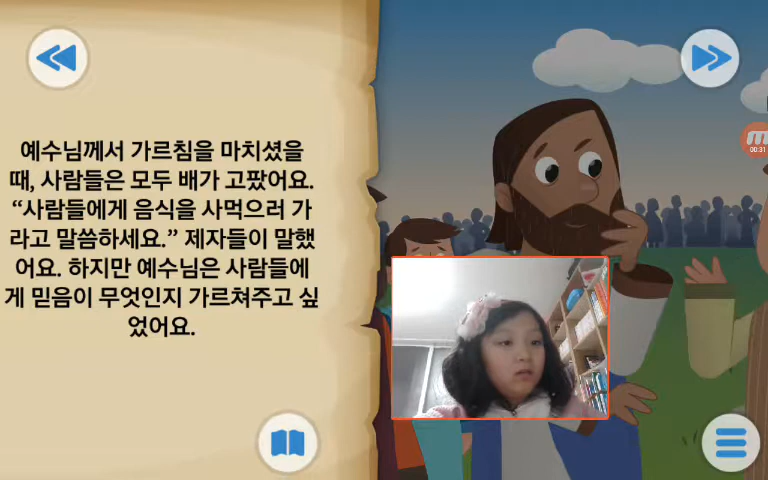 예수님께서 가르침을 마치셨을
때, 사람들은 모두 배가 고팠어요.
“사람들에게 음식을 사먹으러 가
라고 말씀하세요.” 제자들이 말했
어요. 하지만 예수님은 사람들에
게 믿음이 무엇인지 가르쳐주고 싶
었어요.
00:31